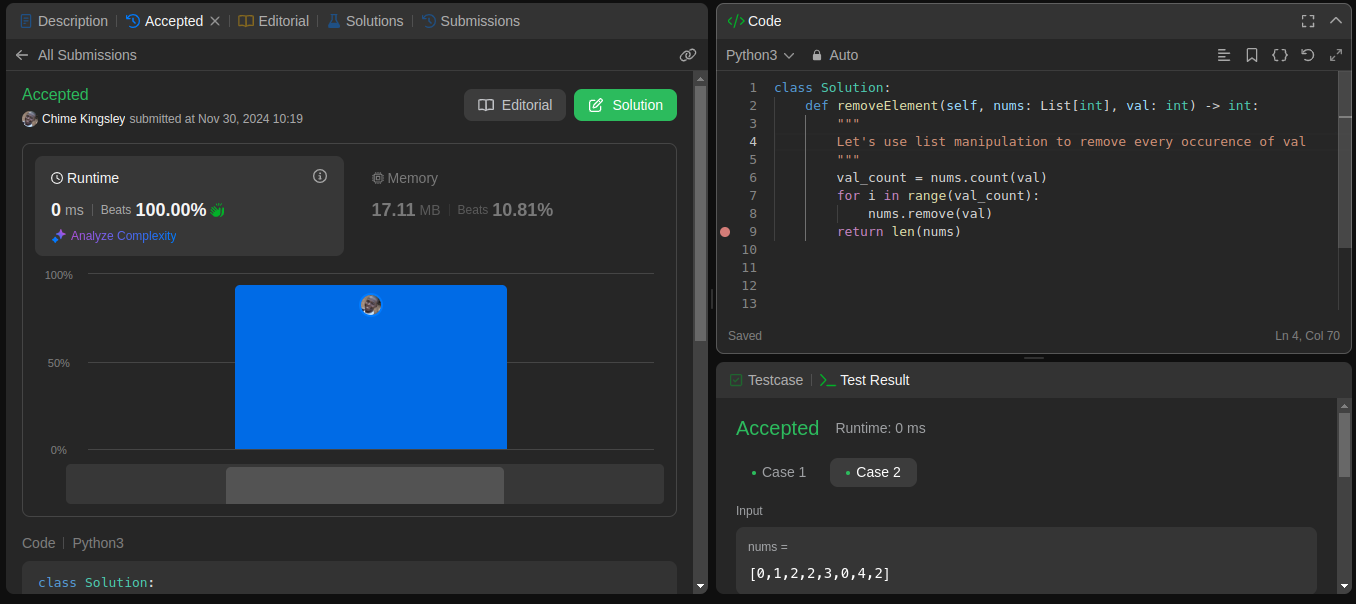 Description | Accepted × | Editorial | Solutions | Submissions
← All Submissions
Accepted
Editorial
Solution
Chime Kingsley submitted at Nov 30, 2024 10:19
Runtime
0 ms | Beats 100.00%
Analyze Complexity
Memory
17.11 MB | Beats 10.81%
100%
50%
0%
Code | Python3
class Solution:
</> Code
Python3 Auto
1 class Solution:
2     def removeElement(self, nums: List[int], val: int) -> int:
3         """
4         Let's use list manipulation to remove every occurence of val
5         """
6         val_count = nums.count(val)
7         for i in range(val_count):
8             nums.remove(val)
9         return len(nums)
10
11
12
13
Saved
Ln 4, Col 70
Testcase | >_ Test Result
Accepted Runtime: 0 ms
• Case 1 • Case 2
Input
nums =
[0,1,2,2,3,0,4,2]